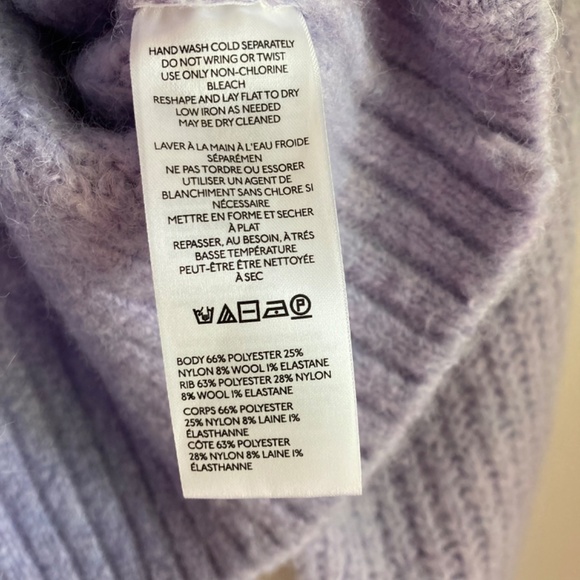 HAND WASH COLD SEPARATELY
DO NOT WRING OR TWIST
USE ONLY NON-CHLORINE
BLEACH
RESHAPE AND LAY FLAT TO DRY
LOW IRON AS NEEDED
MAY BE DRY CLEANED
LAVER À LA MAIN À L'EAU FROIDE
SÉPARÉMEN
NE PAS TORDRE OU ESSORER
UTILISER UN AGENT DE
BLANCHIMENT SANS CHLORE SI
NÉCESSAIRE
METTRE EN FORME ET SECHER
À PLAT
REPASSER, AU BESOIN, À TRÉS
BASSE TEMPÉRATURE
PEUT-ÊTRE ÊTRE NETTOYÉE
À SEC
P
BODY 66% POLYESTER 25%
NYLON 8% WOOL 1% ELASTANE
RIB 63% POLYESTER 28% NYLON
8% WOOL 1% ELASTANE
CORPS 66% POLYESTER
25% NYLON 8% LAINE 1%
ÉLASTHANNE
CÔTE 63% POLYESTER
28% NYLON 8% LAINE 1%
ÉLASTHANNE